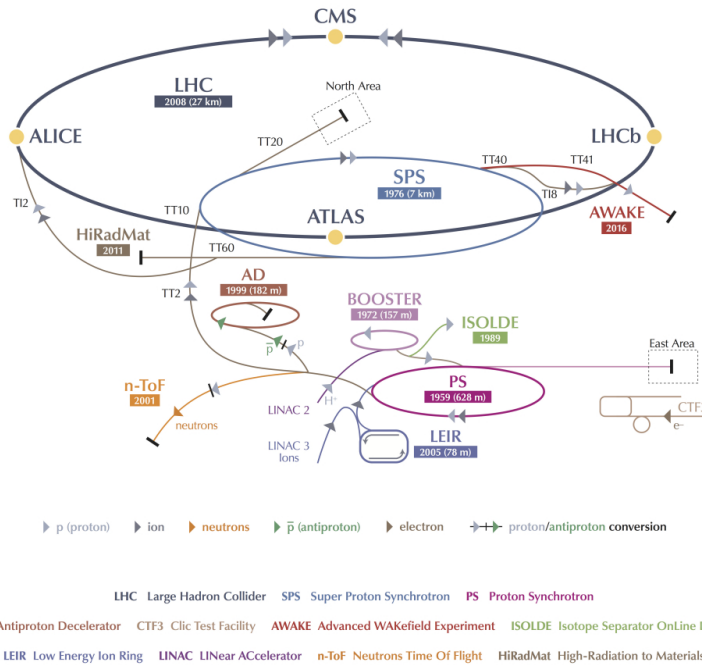 CMS
LHC
2008 (27 km)
North Area
ALICE
LHCb
TT20
TT40
TT41
SPS
1976 (7 km)
TI8
TI2
TT10
ATLAS
AWAKE
2016
HiRadMat
2011
TT60
AD
1999 (182 m)
TT2
BOOSTER
1972 (157 m)
ISOLDE
1989
p̅
p
East Area
n-ToF
2001
PS
1959 (628 m)
H⁺
LINAC 2
neutrons
CTF3
e-
LINAC 3
Ions
LEIR
2005 (78 m)
p (proton) ion neutrons p̅ (antiproton) electron proton/antiproton conversion
LHC Large Hadron Collider SPS Super Proton Synchrotron PS Proton Synchrotron
Antiproton Decelerator CTF3 Clic Test Facility AWAKE Advanced WAKefield Experiment ISOLDE Isotope Separator OnLine
LEIR Low Energy Ion Ring LINAC LINear ACcelerator n-ToF Neutrons Time Of Flight HiRadMat High-Radiation to Materials